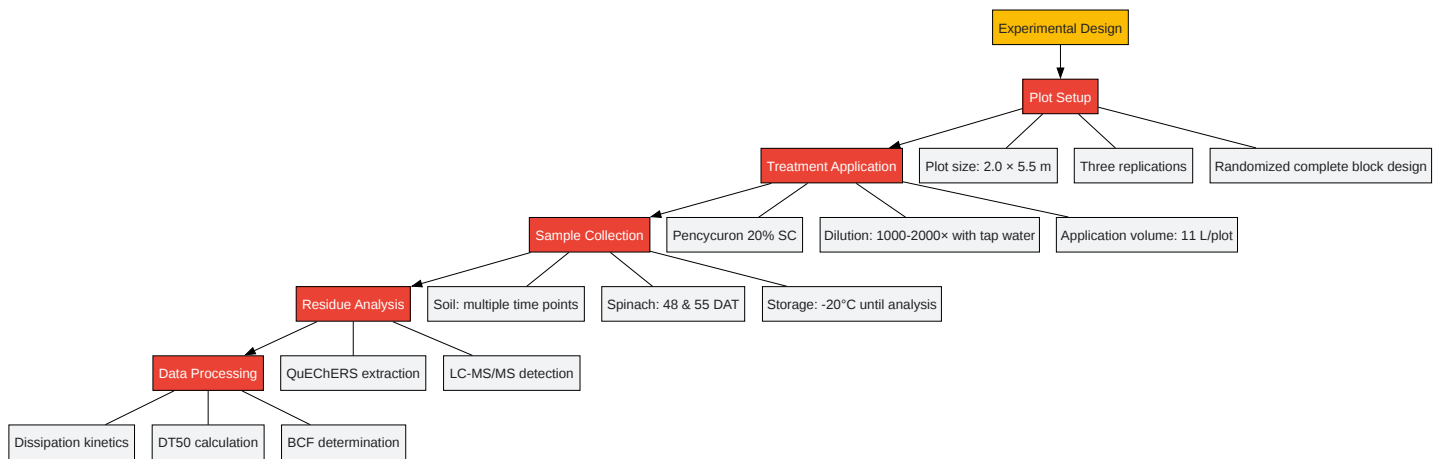 Experimental Design
Plot Setup
Treatment Application
Plot size: 2.0 × 5.5 m
Three replications
Randomized complete block design
Sample Collection
Pencycuron 20% SC
Dilution: 1000-2000× with tap water
Application volume: 11 L/plot
Residue Analysis
Soil: multiple time points
Spinach: 48 & 55 DAT
Storage: -20°C until analysis
Data Processing
QuEChERS extraction
LC-MS/MS detection
Dissipation kinetics
DT50 calculation
BCF determination